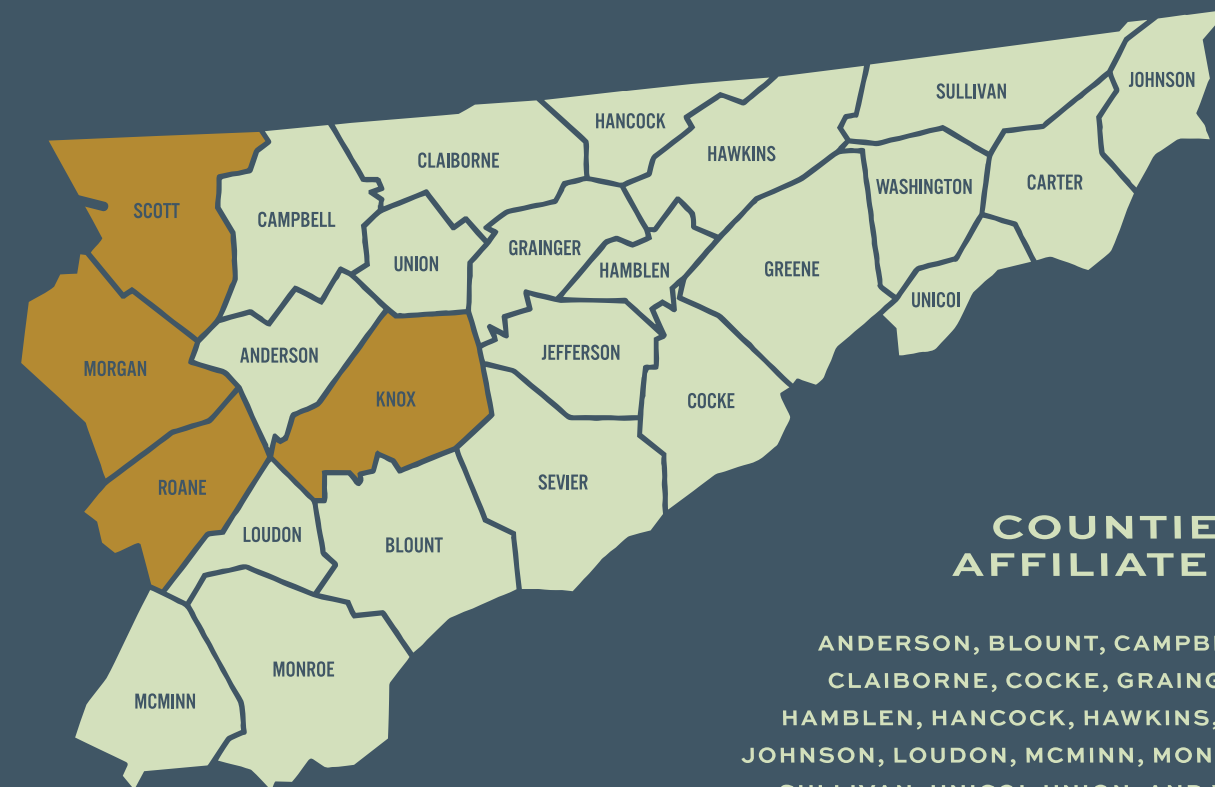 JOHNSON
SULLIVAN
HANCOCK
HAWKINS
CLAIBORNE
CARTER
WASHINGTON
SCOTT
CAMPBELL
GRAINGER
UNION
HAMBLEN
GREENE
UNICOI
ANDERSON
JEFFERSON
MORGAN
KNOX
COCKE
SEVIER
ROANE
LOUDON
BLOUNT
MONROE
MCMINN
COUNTIE
AFFILIATE
ANDERSON, BLOUNT, CAMPB
CLAIBORNE, COCKE, GRAING
HAMBLEN, HANCOCK, HAWKINS,
JOHNSON, LOUDON, MCMINN, MON